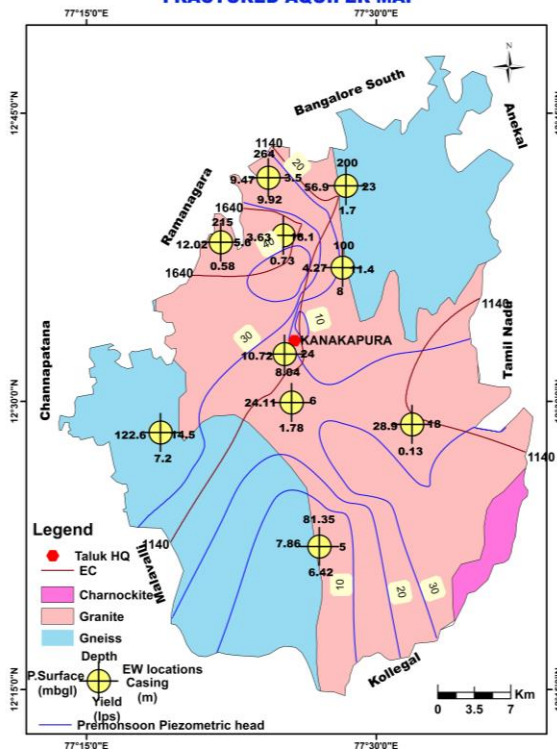 FRACTURED AQUIFER MAP
77°15'0"E 77°30'0"E
N
12°45'0"N
Bangalore South
Anekal
Ramanagara
Channapatana
Tamil Nadu
Malavalli
Kollegal
1140
20
264
9.47 3.5
9.92
200
56.9 23
1.7
1640
215
12.02 5.6
0.58
3.63 16.1
0.73
40
100
4.27 11.4
8
1640
1140
10
30
KANAKAPURA
10.72 24
8.04
12°30'0"N
24.11 6
1.78
28.9 18
0.13
122.6 14.5
7.2
1140
1140
81.35
7.86 5
6.42
10
20
30
Legend
Taluk HQ
EC
Charnockite
Granite
Gneiss
Depth
P.Surface (mbgl)
EW locations
Casing (m)
Yield (lps)
Premonsoon Piezometric head
Km
0 3.5 7
12°15'0"N
77°15'0"E 77°30'0"E